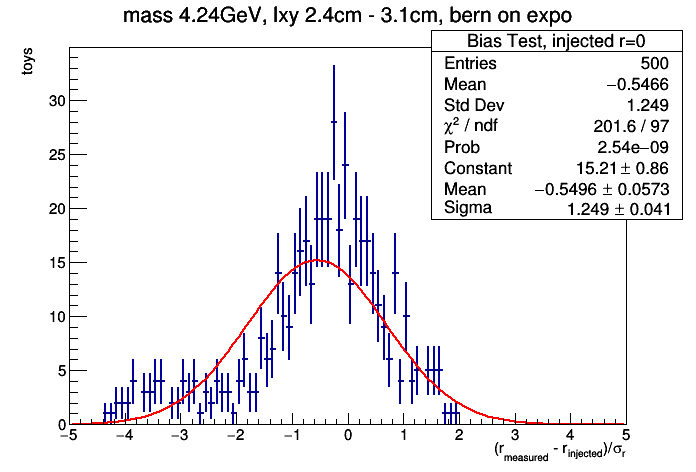 mass 4.24GeV, lxy 2.4cm - 3.1cm, bern on expo
Bias Test, injected r=0
Entries 500
Mean −0.5466
Std Dev 1.249
χ² / ndf 201.6 / 97
Prob 2.54e−09
Constant 15.21 ± 0.86
Mean −0.5496 ± 0.0573
Sigma 1.249 ± 0.041
toys
30
25
20
15
10
5
0
−5 −4 −3 −2 −1 0 1 2 3 4 5
(r_measured - r_injected)/σ_r